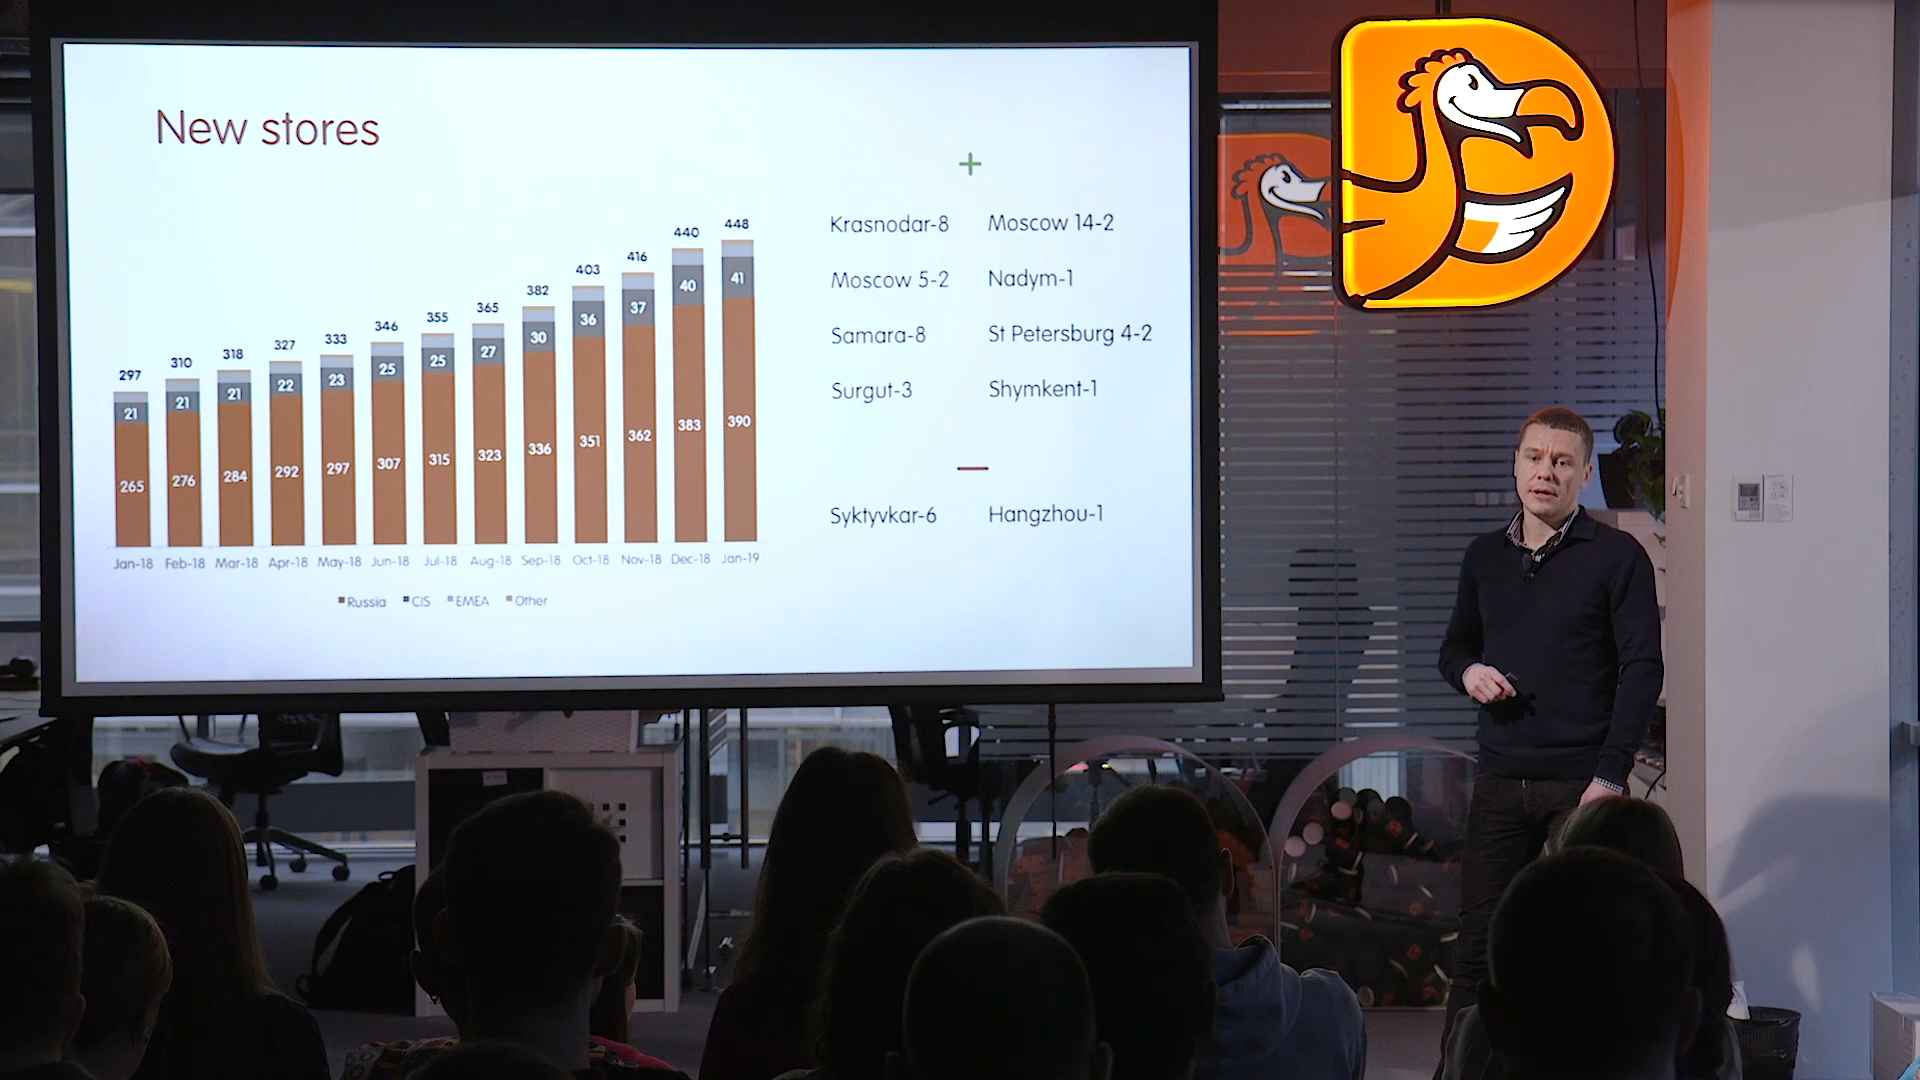 New stores
+
297 310 318 327 333 346 355 365 382 403 416 440 448
21 21 21 22 23 25 25 27 30 36 37 40 41
265 276 284 292 297 307 315 323 336 351 362 383 390
Jan-18 Feb-18 Mar-18 Apr-18 May-18 Jun-18 Jul-18 Aug-18 Sep-18 Oct-18 Nov-18 Dec-18 Jan-19
Russia CIS EMEA Other
Krasnodar-8 Moscow 14-2
Moscow 5-2 Nadym-1
Samara-8 St Petersburg 4-2
Surgut-3 Shymkent-1
—
Syktyvkar-6 Hangzhou-1